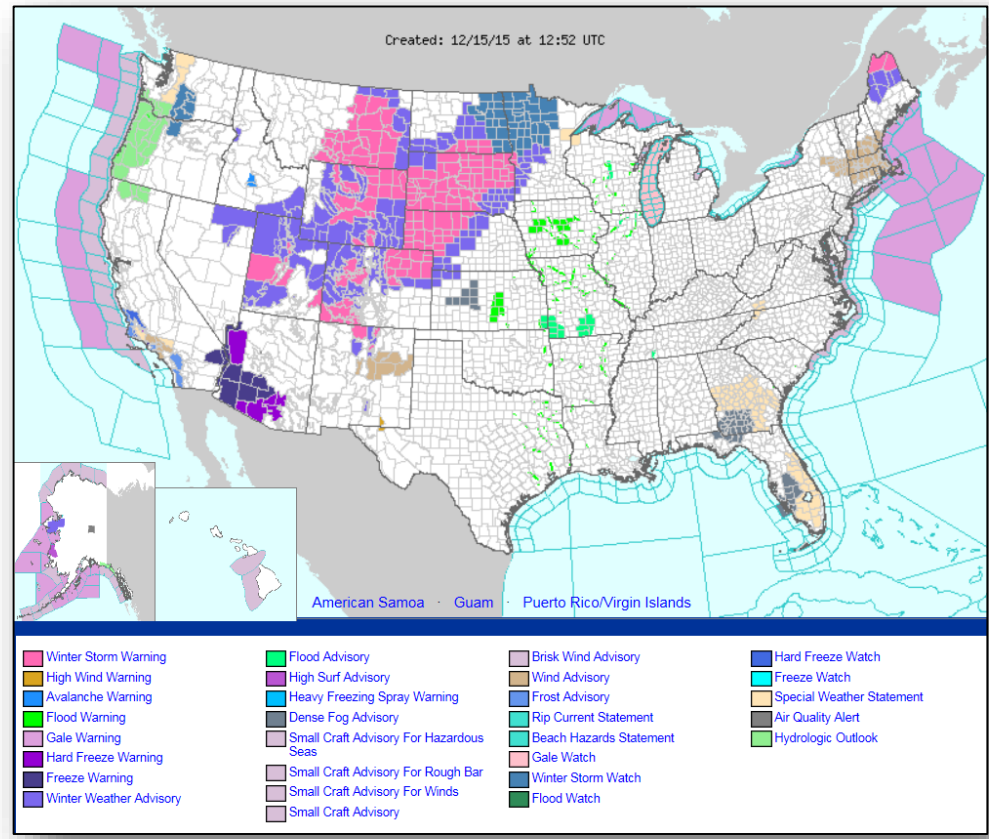 Created: 12/15/15 at 12:52 UTC
American Samoa · Guam · Puerto Rico/Virgin Islands
Winter Storm Warning
High Wind Warning
Avalanche Warning
Flood Warning
Gale Warning
Hard Freeze Warning
Freeze Warning
Winter Weather Advisory
Flood Advisory
High Surf Advisory
Heavy Freezing Spray Warning
Dense Fog Advisory
Small Craft Advisory For Hazardous
Seas
Small Craft Advisory For Rough Bar
Small Craft Advisory For Winds
Small Craft Advisory
Brisk Wind Advisory
Wind Advisory
Frost Advisory
Rip Current Statement
Beach Hazards Statement
Gale Watch
Winter Storm Watch
Flood Watch
Hard Freeze Watch
Freeze Watch
Special Weather Statement
Air Quality Alert
Hydrologic Outlook